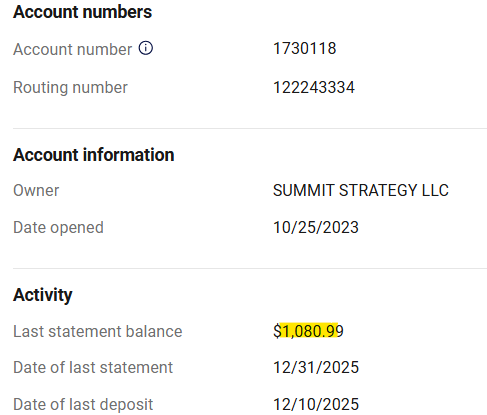 Account numbers
Account number 1730118
Routing number 122243334
Account information
Owner SUMMIT STRATEGY LLC
Date opened 10/25/2023
Activity
Last statement balance $1,080.99
Date of last statement 12/31/2025
Date of last deposit 12/10/2025